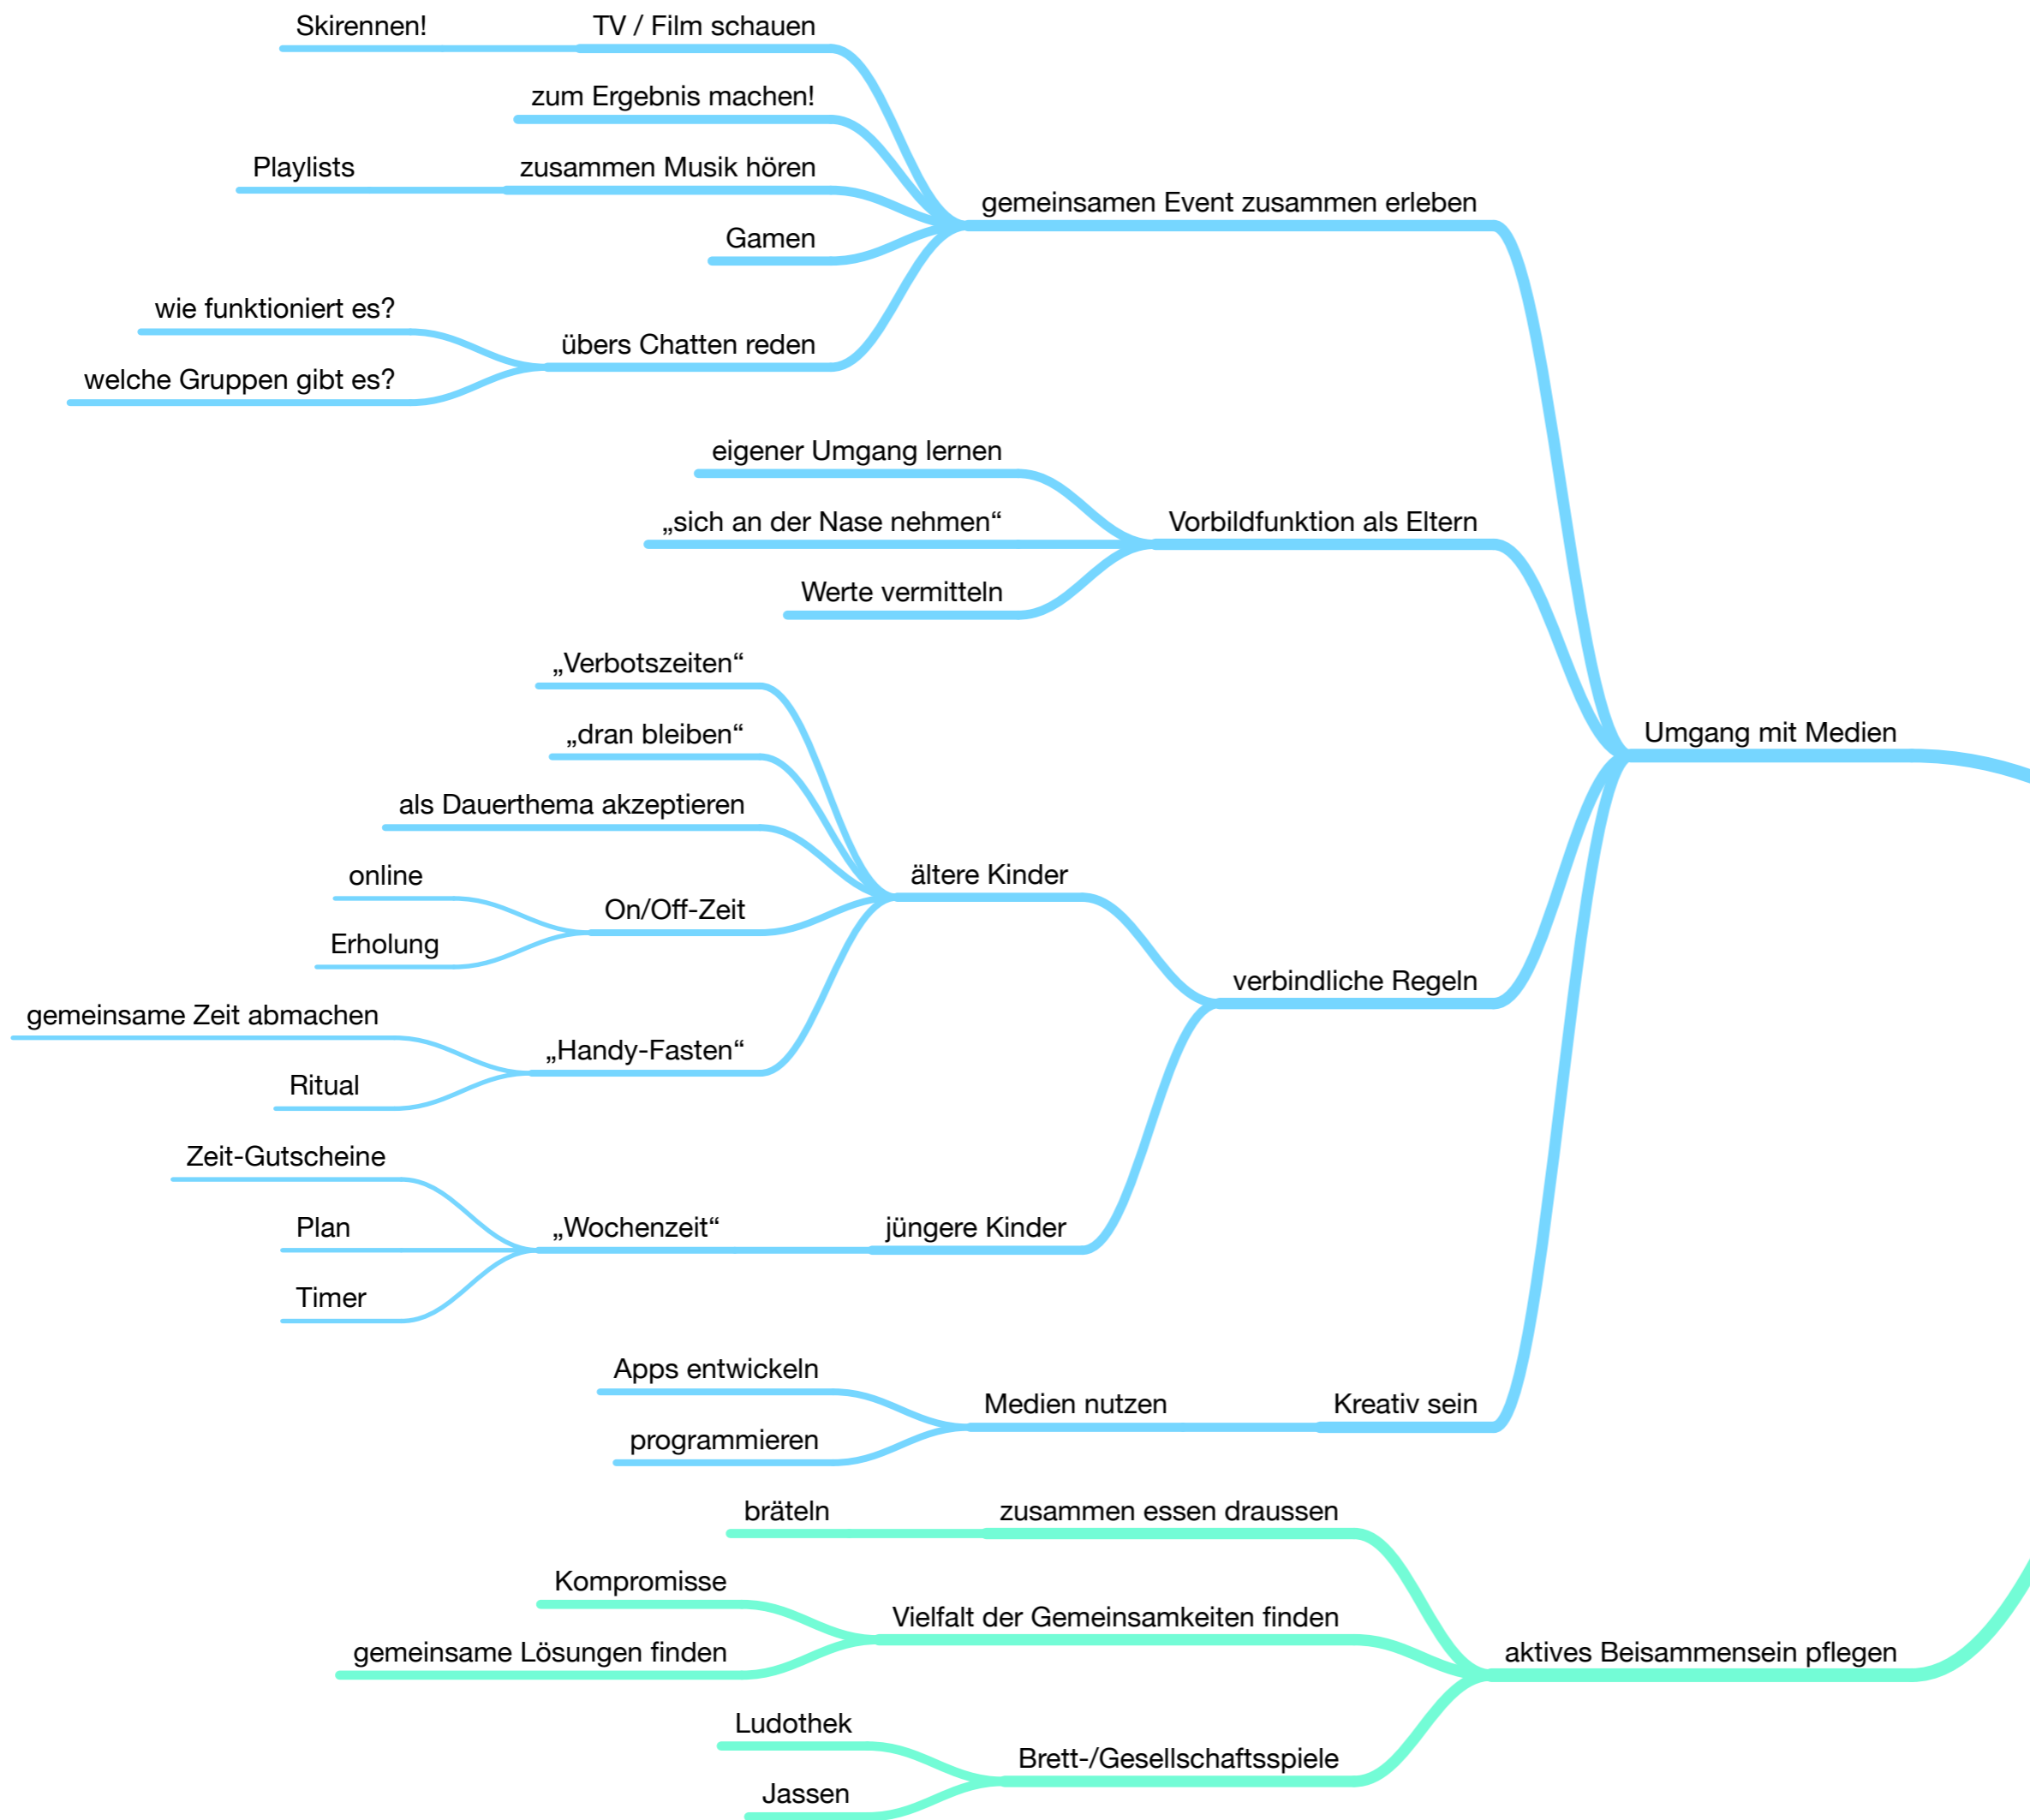 Skirennen!
TV / Film schauen
zum Ergebnis machen!
Playlists
zusammen Musik hören
gemeinsamen Event zusammen erleben
Gamen
wie funktioniert es?
übers Chatten reden
welche Gruppen gibt es?
eigener Umgang lernen
„sich an der Nase nehmen“
Vorbildfunktion als Eltern
Werte vermitteln
„Verbotszeiten“
„dran bleiben“
Umgang mit Medien
als Dauerthema akzeptieren
online
ältere Kinder
On/Off-Zeit
Erholung
verbindliche Regeln
gemeinsame Zeit abmachen
„Handy-Fasten“
Ritual
Zeit-Gutscheine
Plan
„Wochenzeit“
jüngere Kinder
Timer
Apps entwickeln
Medien nutzen
Kreativ sein
programmieren
bräteln
zusammen essen draussen
Kompromisse
Vielfalt der Gemeinsamkeiten finden
gemeinsame Lösungen finden
aktives Beisammensein pflegen
Ludothek
Brett-/Gesellschaftsspiele
Jassen